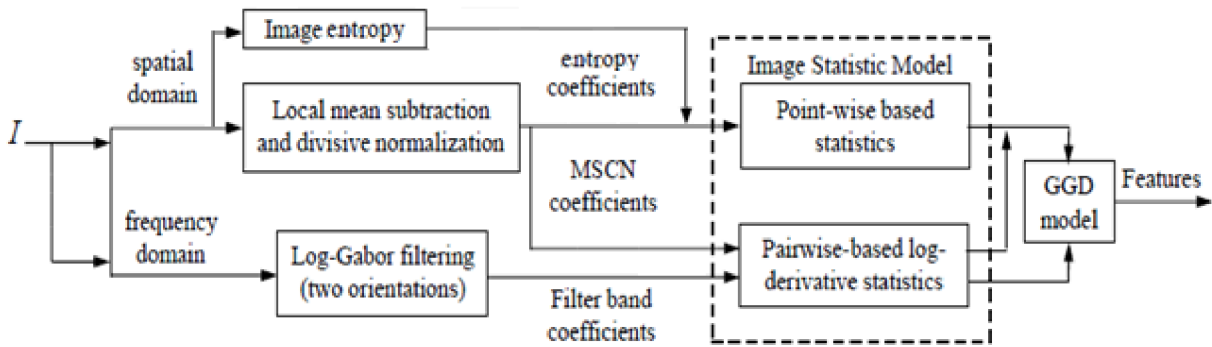 Image entropy
spatial
domain
entropy
coefficients
Image Statistic Model
Local mean subtraction
and divisive normalization
Point-wise based
statistics
I
MSCN
coefficients
GGD
model
Features
frequency
domain
Log-Gabor filtering
(two orientations)
Pairwise-based log-
derivative statistics
Filter band
coefficients